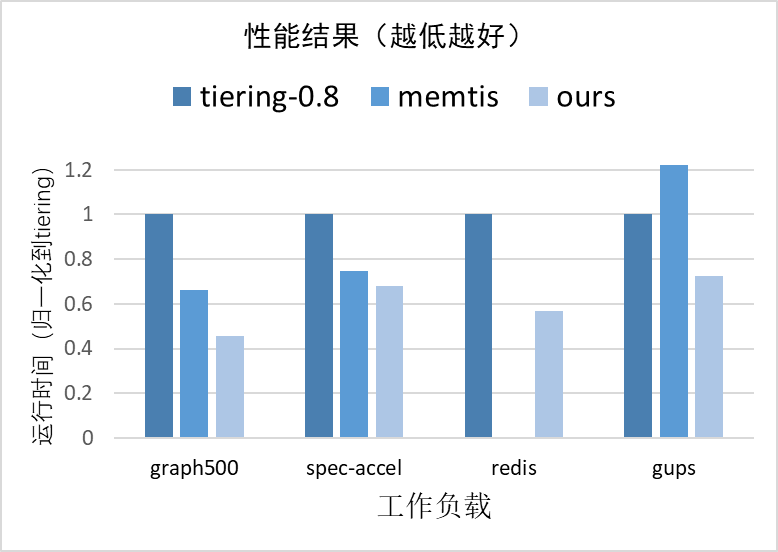 性能结果（越低越好）
tiering-0.8 memtis ours
运行时间（归一化到tiering）
1.2
1
0.8
0.6
0.4
0.2
0
graph500 spec-accel redis gups
工作负载